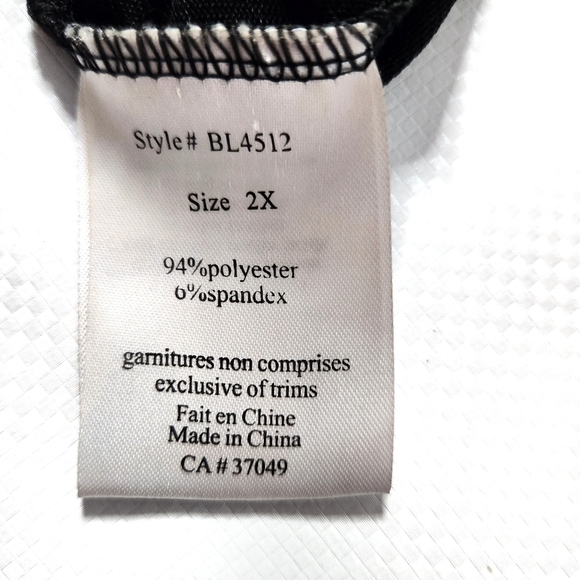 Style# BL4512
Size 2X
94%polyester
6%spandex
garnitures non comprises
exclusive of trims
Fait en Chine
Made in China
CA # 37049